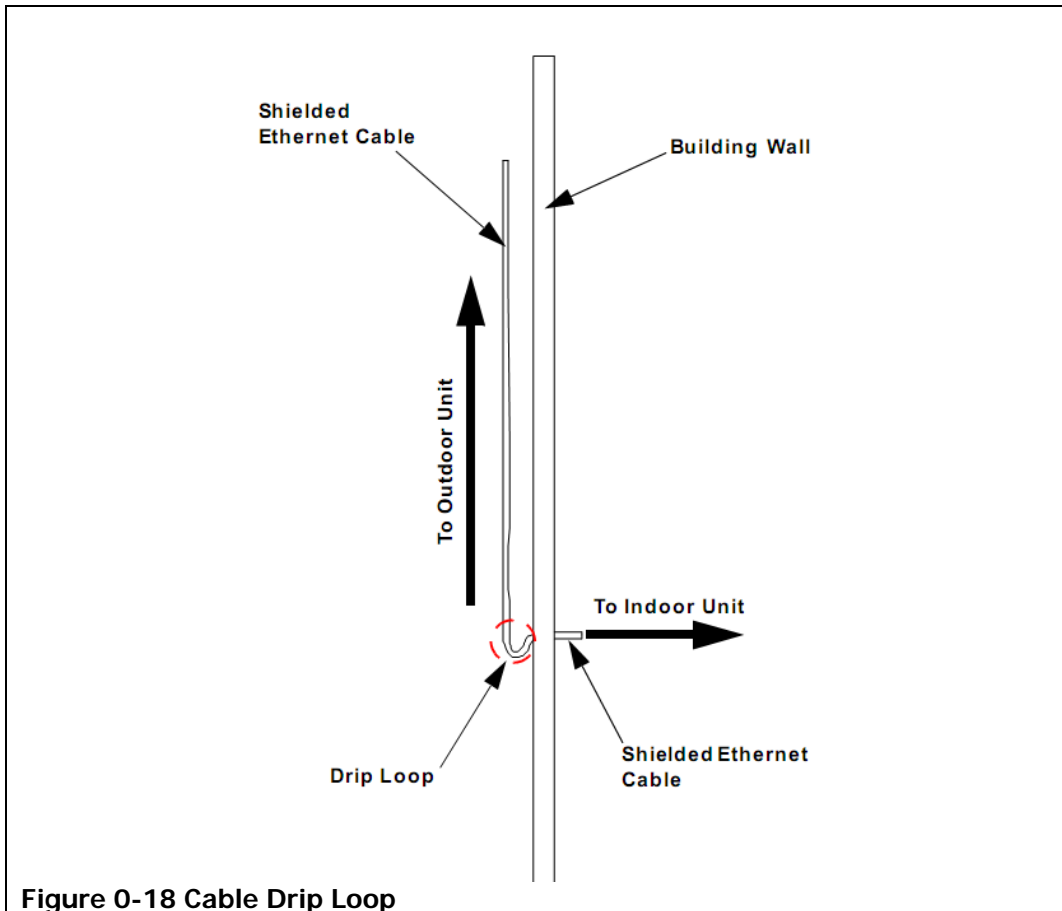 Shielded
Ethernet Cable
Building Wall
To Outdoor Unit
To Indoor Unit
Drip Loop
Shielded Ethernet
Cable
Figure 0-18 Cable Drip Loop